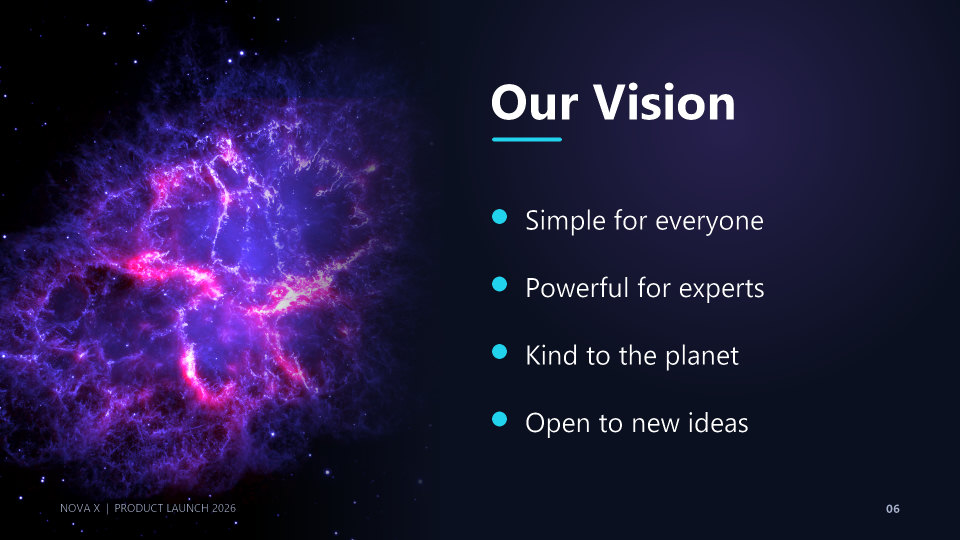 Our Vision
Simple for everyone
Powerful for experts
Kind to the planet
Open to new ideas
NOVA X | PRODUCT LAUNCH 2026
06